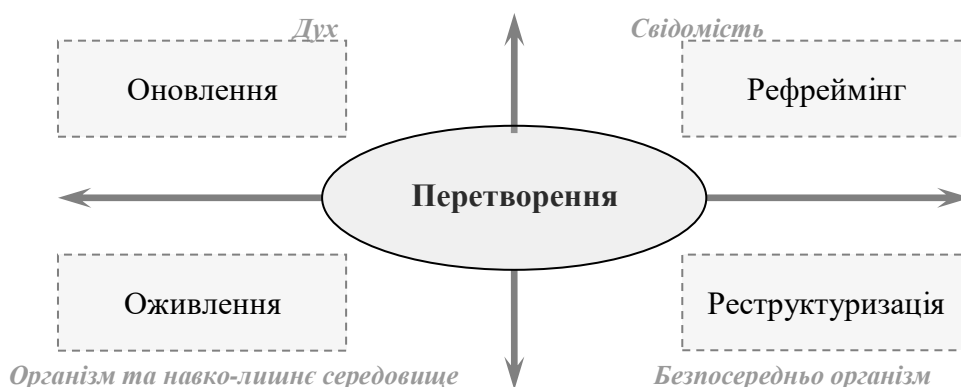 Дух
Свідомість
Оновлення
Рефреймінг
Перетворення
Оживлення
Реструктуризація
Організм та навко-лишнє середовище
Безпосередньо організм